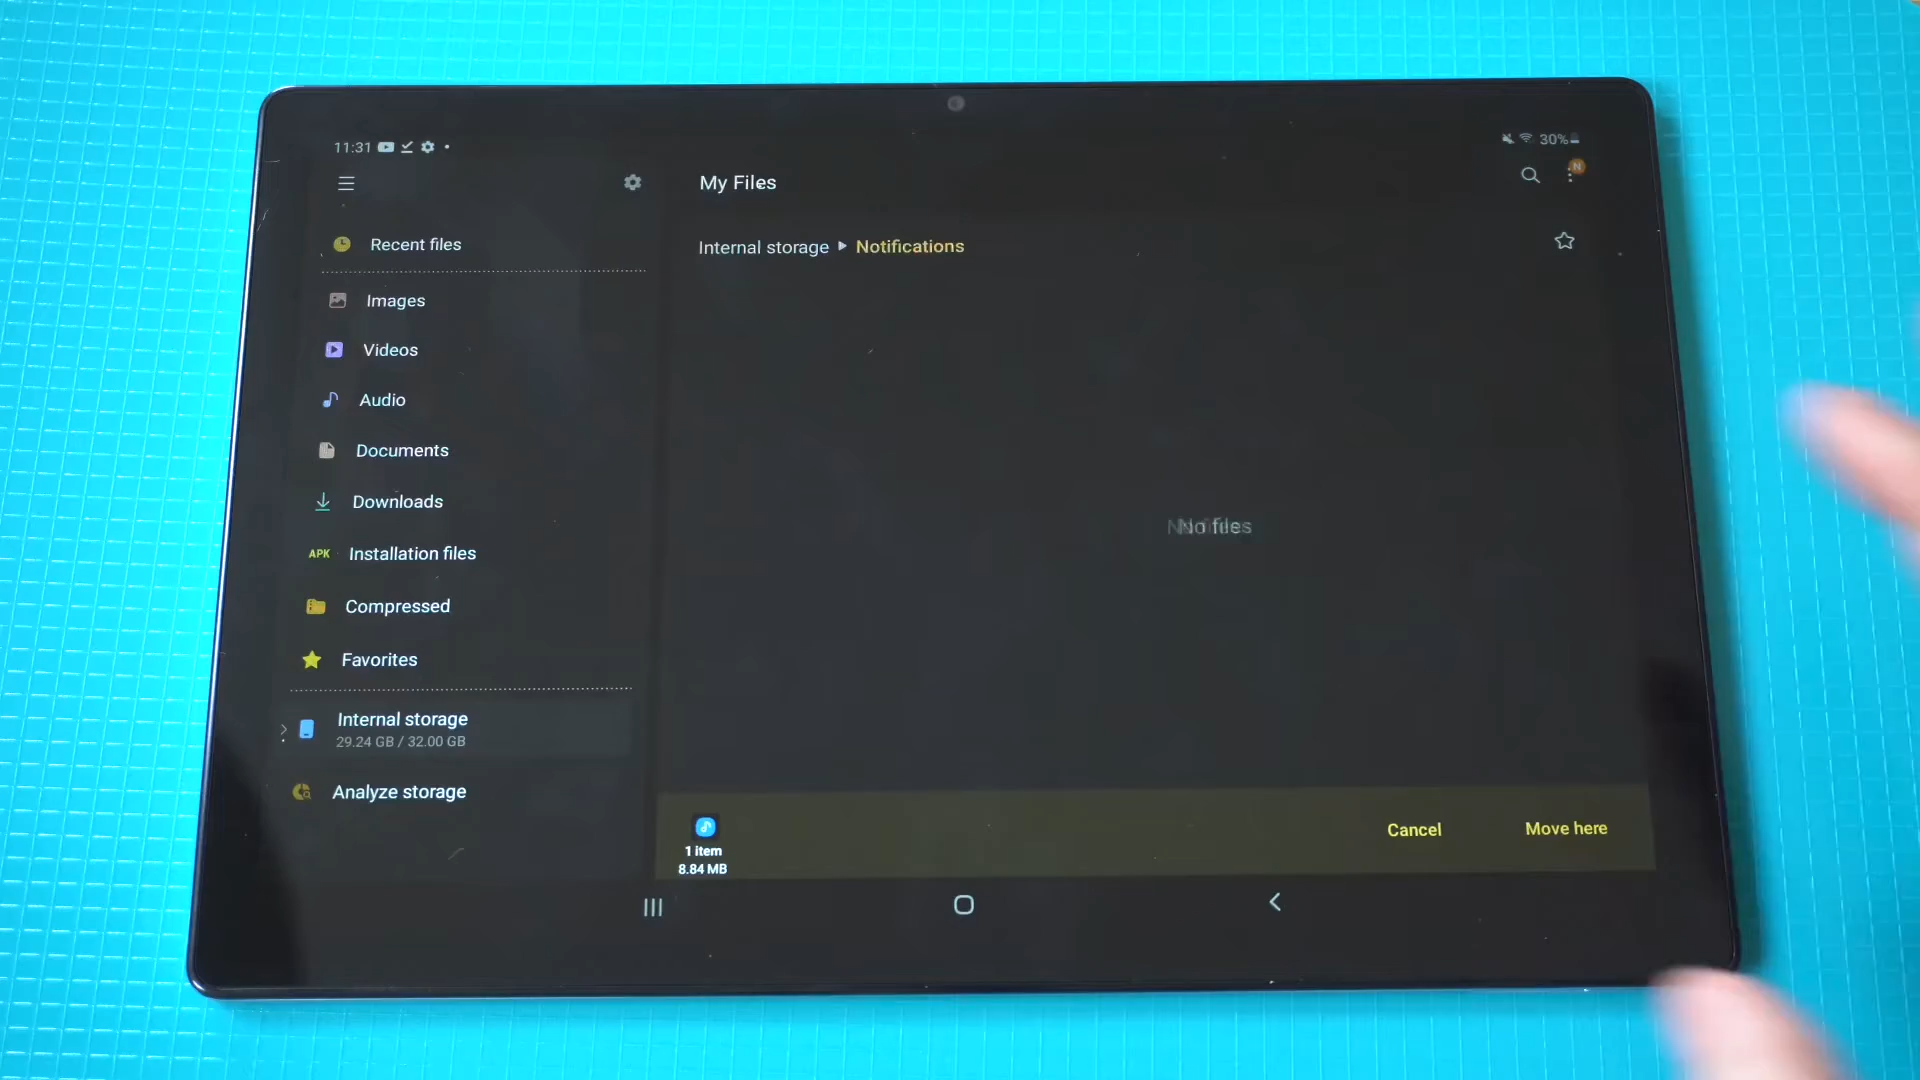 11:31
30%
My Files
N
Recent files
Internal storage Notifications
Images
Videos
Audio
Documents
Downloads
No files
APK Installation files
Compressed
Favorites
Internal storage
29.24 GB / 32.00 GB
Analyze storage
1 item
8.84 MB
Cancel
Move here